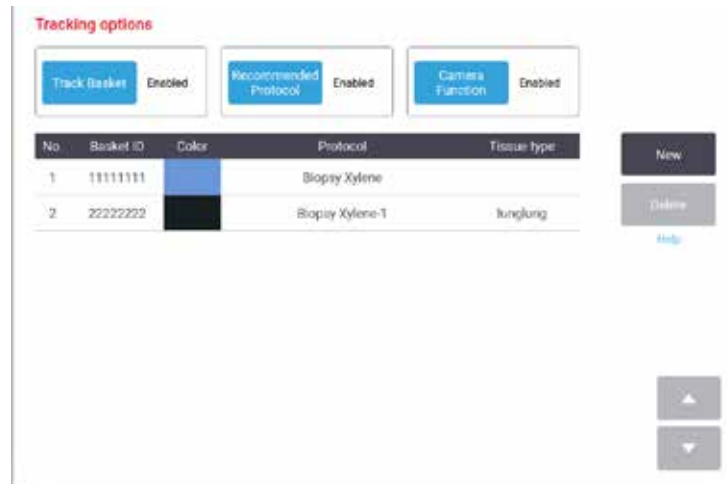 Tracking options
Track Basket Enabled
Recommended Protocol Enabled
Camera Function Enabled
No. Basket ID Color Protocol Tissue type
1 11111111 Biopsy Xylene
2 22222222 Biopsy Xylene-1 lunglung
New
Delete
Help